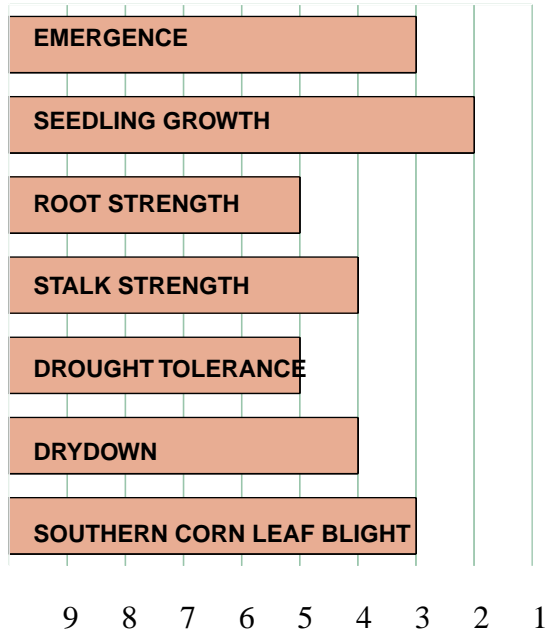 EMERGENCE
SEEDLING GROWTH
ROOT STRENGTH
STALK STRENGTH
DROUGHT TOLERANCE
DRYDOWN
SOUTHERN CORN LEAF BLIGHT
9 8 7 6 5 4 3 2 1